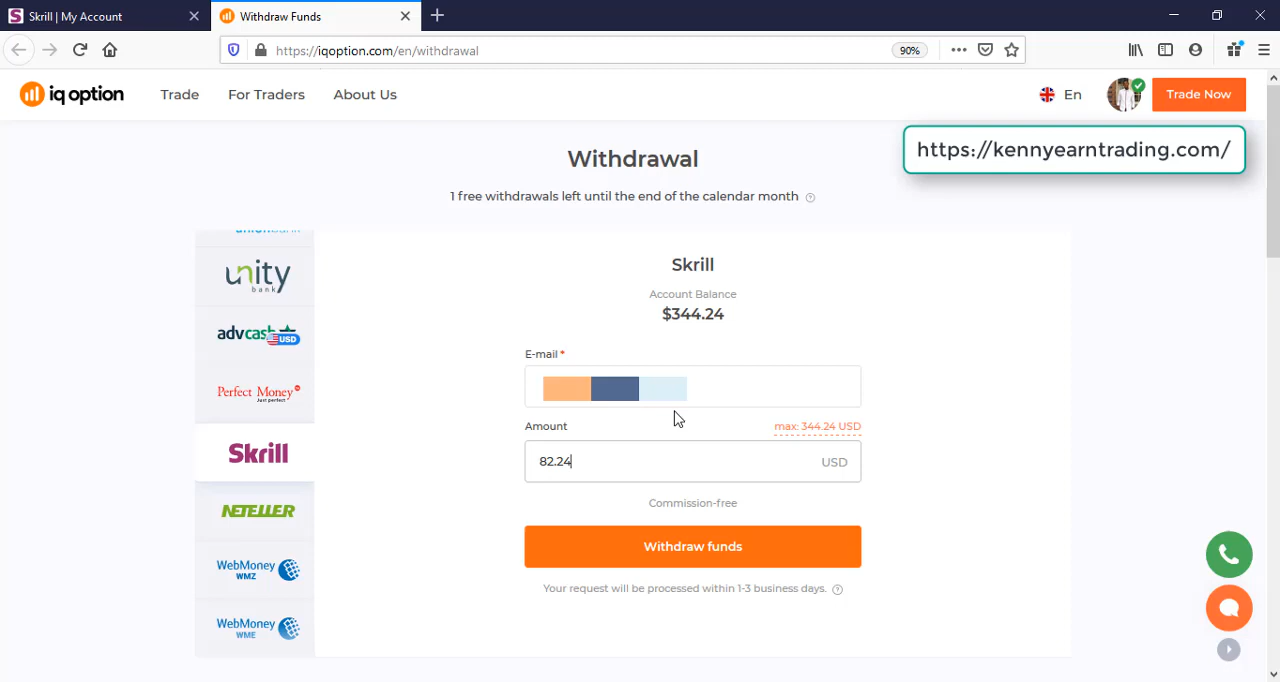 Skrill | My Account
Withdraw Funds
https://iqoption.com/en/withdrawal
90%
iq option
Trade
For Traders
About Us
En
Trade Now
https://kennyearntrading.com/
Withdrawal
1 free withdrawals left until the end of the calendar month
unity
bank
advcash
USD
Perfect Money
Just perfect
Skrill
NETELLER
WebMoney
WMZ
WebMoney
WME
Skrill
Account Balance
$344.24
E-mail *
Amount
max: 344.24 USD
82.24
USD
Commission-free
Withdraw funds
Your request will be processed within 1-3 business days.